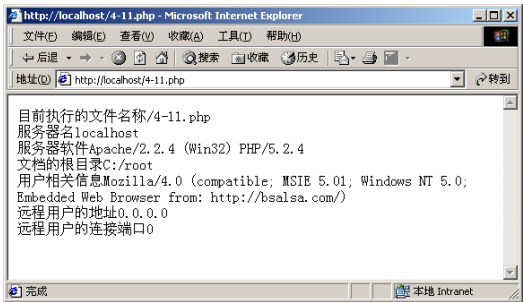 http://localhost/4-11.php - Microsoft Internet Explorer
文件(F) 编辑(E) 查看(V) 收藏(A) 工具(T) 帮助(H)
后退 搜索 收藏 历史
地址(D) http://localhost/4-11.php 转到
目前执行的文件名称/4-11.php
服务器名localhost
服务器软件Apache/2.2.4 (Win32) PHP/5.2.4
文档的根目录C:/root
用户相关信息Mozilla/4.0 (compatible; MSIE 5.01; Windows NT 5.0;
Embedded Web Browser from: http://bsalsa.com/)
远程用户的地址0.0.0.0
远程用户的连接端口0
完成 本地 Intranet